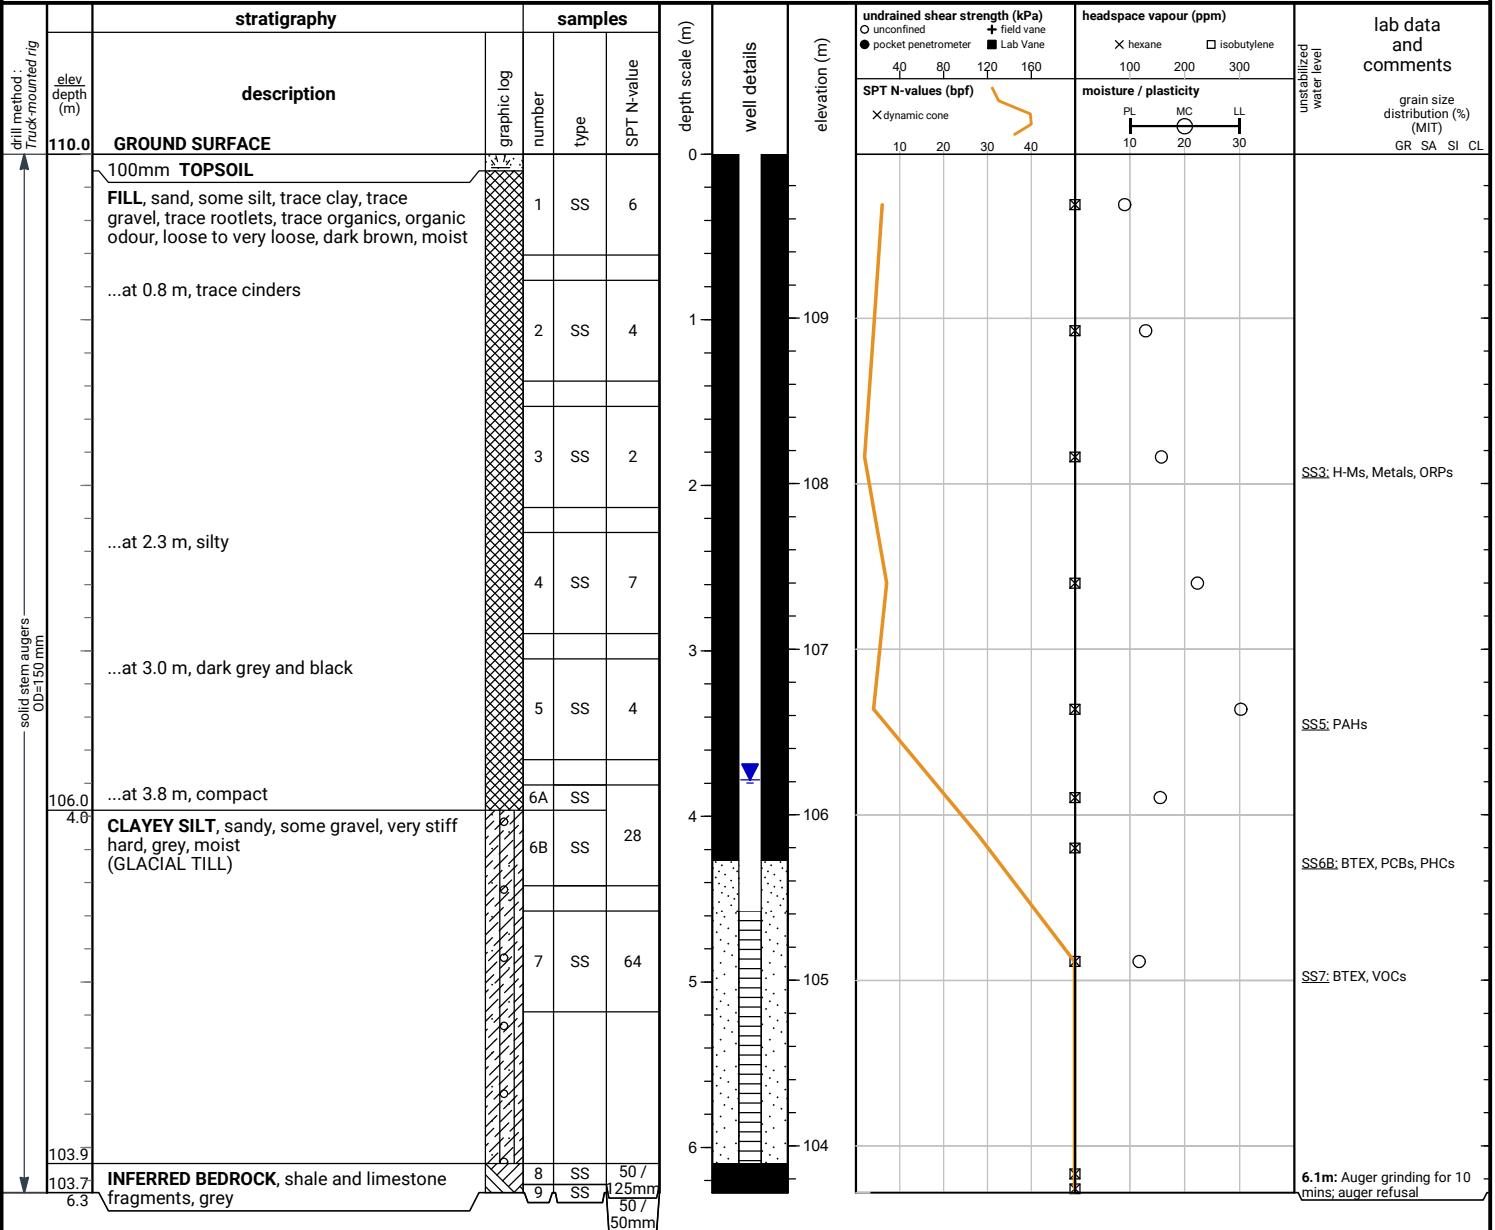 stratigraphy
samples
drill method :
Truck-mounted rig
elev
depth
(m)
description
graphic log
number
type
SPT N-value
depth scale (m)
well details
elevation (m)
undrained shear strength (kPa)
unconfined
field vane
pocket penetrometer
Lab Vane
40 80 120 160
SPT N-values (bpf)
dynamic cone
10 20 30 40
headspace vapour (ppm)
hexane
isobutylene
100 200 300
moisture / plasticity
PL MC LL
10 20 30
unstabilized
water level
lab data
and
comments
grain size
distribution (%)
(MIT)
GR SA SI CL
110.0 GROUND SURFACE
100mm TOPSOIL
FILL, sand, some silt, trace clay, trace
gravel, trace rootlets, trace organics, organic
odour, loose to very loose, dark brown, moist
...at 0.8 m, trace cinders
...at 2.3 m, silty
...at 3.0 m, dark grey and black
...at 3.8 m, compact
106.0
4.0
CLAYEY SILT, sandy, some gravel, very stiff
hard, grey, moist
(GLACIAL TILL)
103.9
INFERRED BEDROCK, shale and limestone
fragments, grey
103.7
6.3
solid stem augers
OD=150 mm
1 SS 6
2 SS 4
3 SS 2
4 SS 7
5 SS 4
6A SS
28
6B SS
7 SS 64
8 SS 50 /
125mm
9 SS 50 /
50mm
0
1
2
3
4
5
6
109
108
107
106
105
104
SS3: H-Ms, Metals, ORPs
SS5: PAHs
SS6B: BTEX, PCBs, PHCs
SS7: BTEX, VOCs
6.1m: Auger grinding for 10
mins; auger refusal